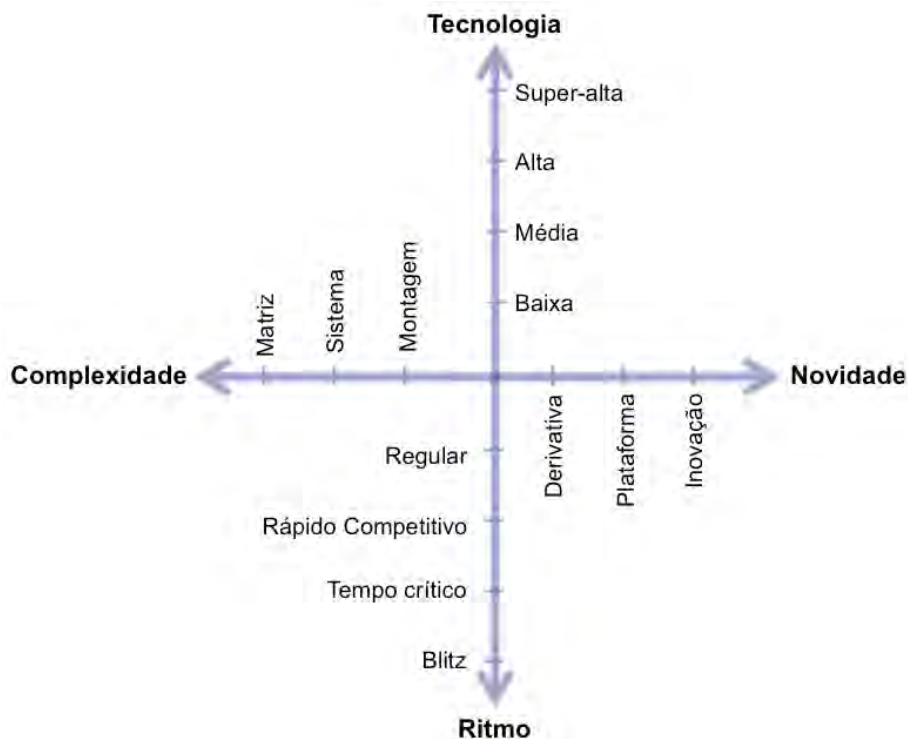 Tecnologia
Super-alta
Alta
Média
Baixa
Matriz
Sistema
Montagem
Complexidade
Novidade
Derivativa
Plataforma
Inovação
Regular
Rápido Competitivo
Tempo crítico
Blitz
Ritmo